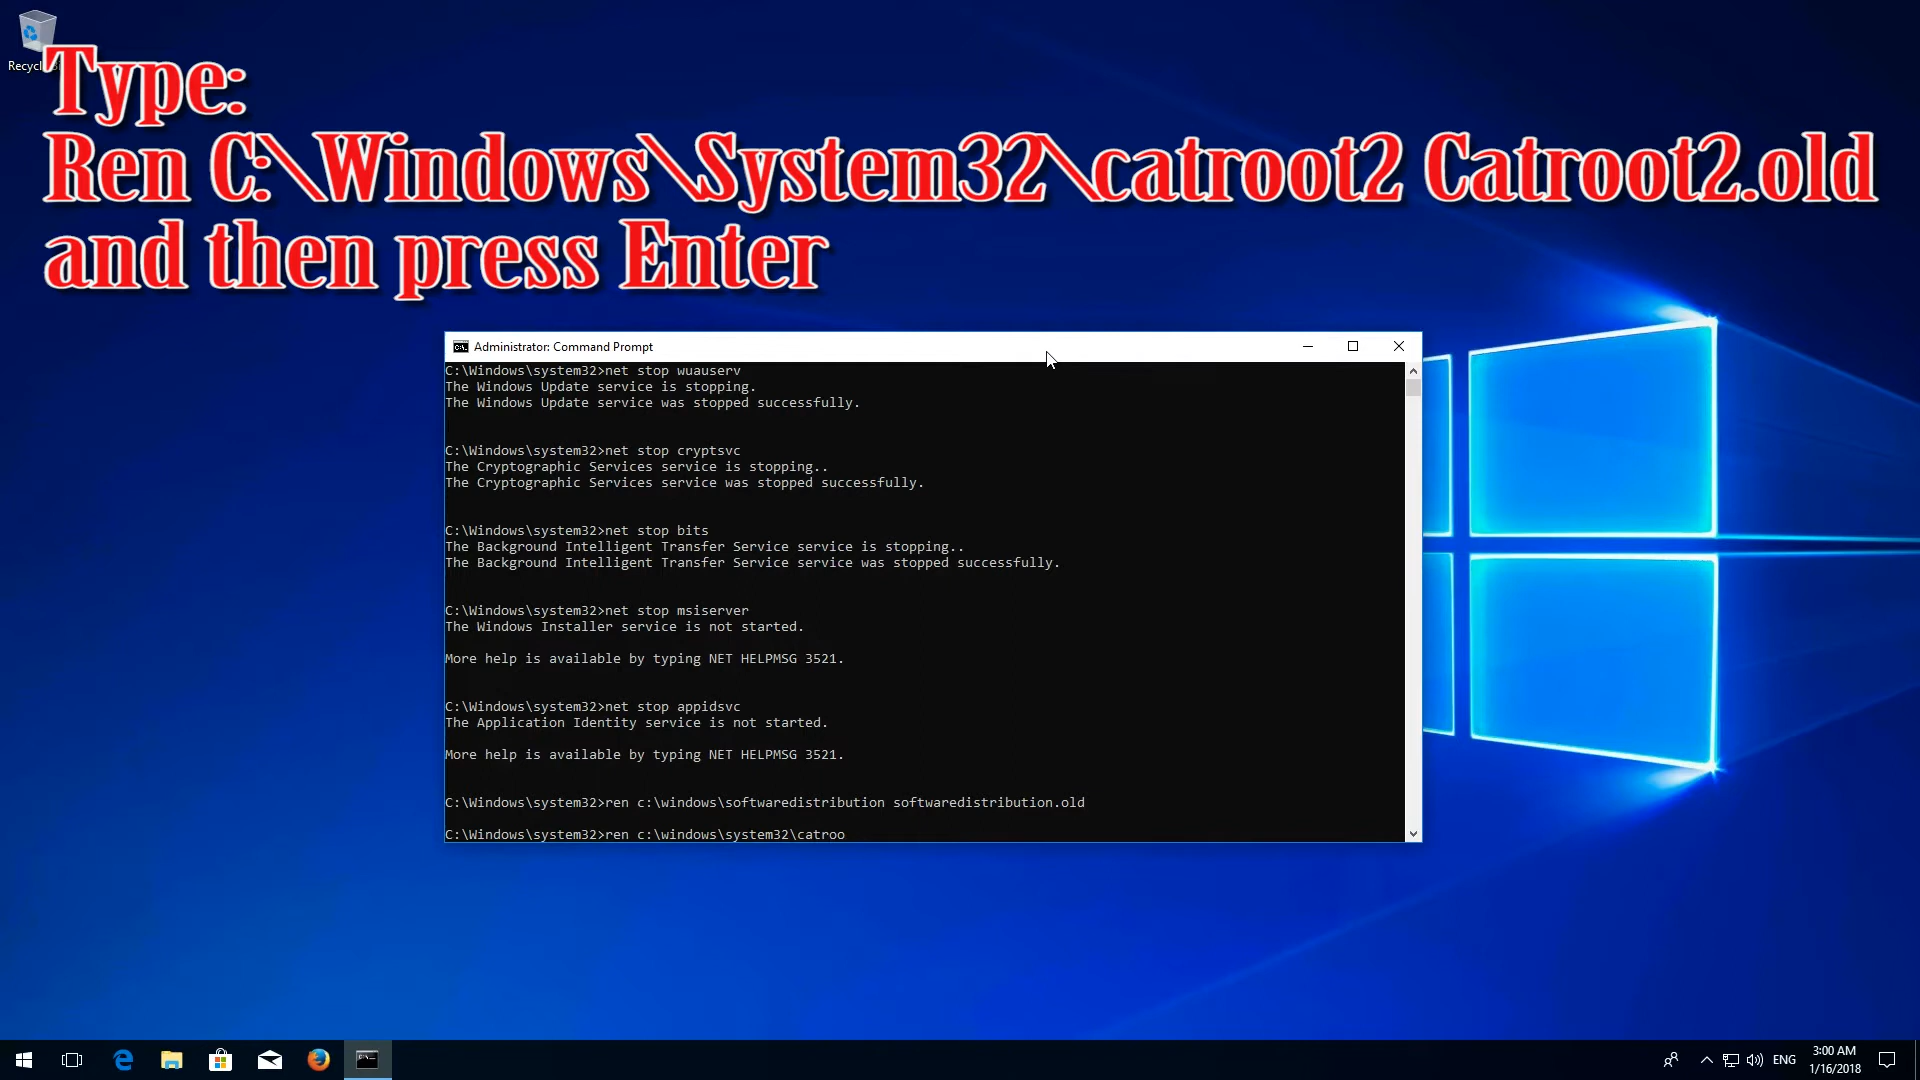 Recycl
Type:
Ren C:\Windows\System32\catroot2 Catroot2.old
and then press Enter
Administrator: Command Prompt
C:\Windows\system32>net stop wuauserv
The Windows Update service is stopping.
The Windows Update service was stopped successfully.
C:\Windows\system32>net stop cryptsvc
The Cryptographic Services service is stopping..
The Cryptographic Services service was stopped successfully.
C:\Windows\system32>net stop bits
The Background Intelligent Transfer Service service is stopping..
The Background Intelligent Transfer Service service was stopped successfully.
C:\Windows\system32>net stop msiserver
The Windows Installer service is not started.
More help is available by typing NET HELPMSG 3521.
C:\Windows\system32>net stop appidsvc
The Application Identity service is not started.
More help is available by typing NET HELPMSG 3521.
C:\Windows\system32>ren c:\windows\softwaredistribution softwaredistribution.old
C:\Windows\system32>ren c:\windows\system32\catroo
ENG
3:00 AM
1/16/2018